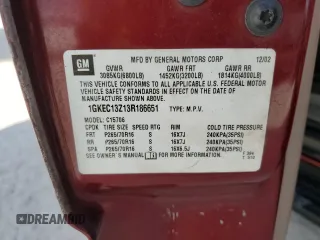 GM
MFD BY GENERAL MOTORS CORP
12/02
GVWR GAWR FRT GAWR RR
3085KG(6800LB) 1452KG(3200LB) 1814KG(4000LB)
THIS VEHICLE CONFORMS TO ALL APPLICABLE U.S. FEDERAL MOTOR
VEHICLE SAFETY STANDARDS IN EFFECT ON THE DATE OF
MANUFACTURE SHOWN ABOVE.
1GKEC13Z13R186651 TYPE: M.P.V.
MODEL: C15706
TIRE SIZE SPEED RTG RIM COLD TIRE PRESSURE
FRT P265/70R16 S 16X7J 240KPA(35PSI)
RR P265/70R16 S 16X7J 240KPA(35PSI)
SPA P265/70R16 S 16X6.5J 240KPA(35PSI)
SEE OWNER'S MANUAL FOR MORE INFORMATION.
DREAMBID